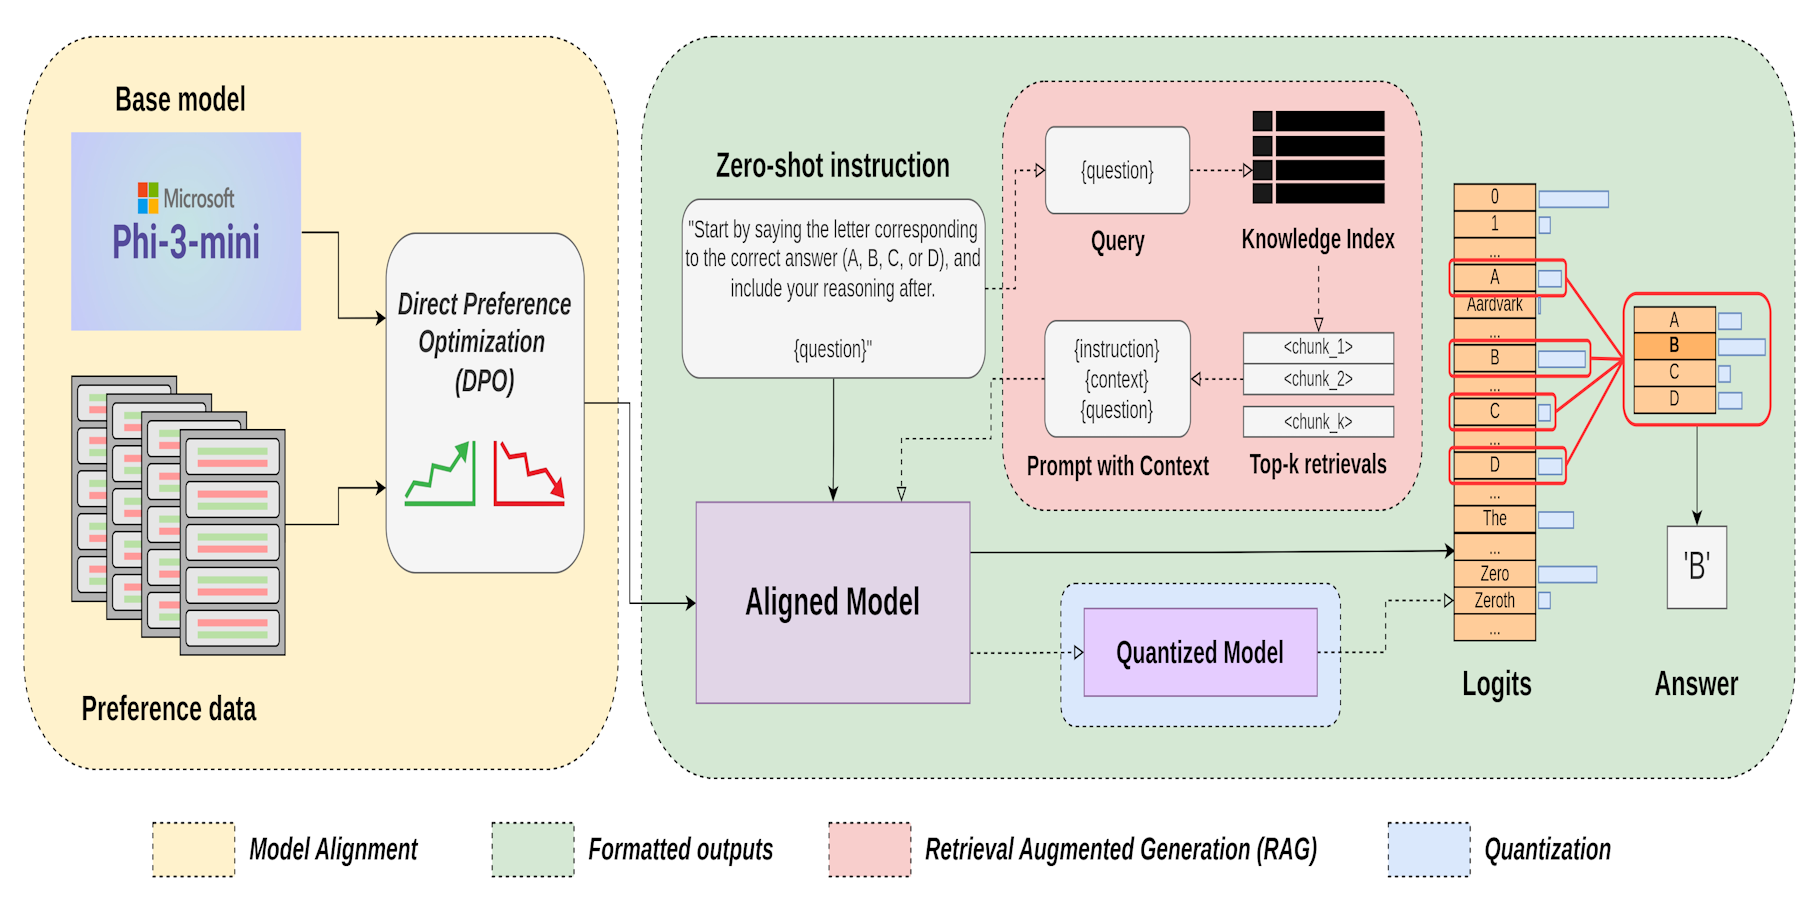 Base model
Microsoft
Phi-3-mini
Direct Preference
Optimization
(DPO)
Preference data
Zero-shot instruction
"Start by saying the letter corresponding
to the correct answer (A, B, C, or D), and
include your reasoning after.
{question}"
{question}
Query
Knowledge Index
{instruction}
{context}
{question}
Prompt with Context
<chunk_1>
<chunk_2>
<chunk_k>
Top-k retrievals
Aligned Model
Quantized Model
0
1
...
A
Aardvark
...
B
...
C
...
D
...
The
...
Zero
Zeroth
...
Logits
A
B
C
D
'B'
Answer
Model Alignment
Formatted outputs
Retrieval Augmented Generation (RAG)
Quantization